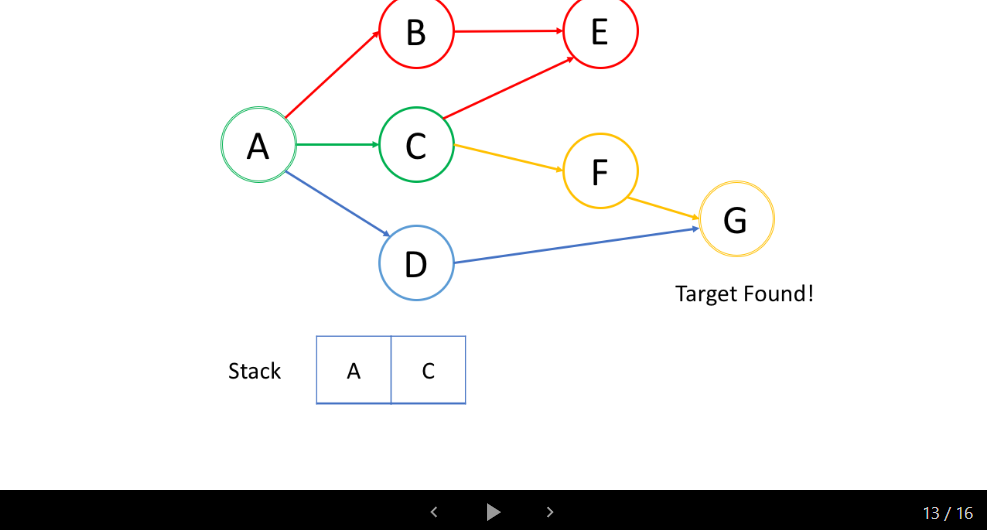 B
E
A
C
F
G
D
Target Found!
Stack
A
C
13 / 16